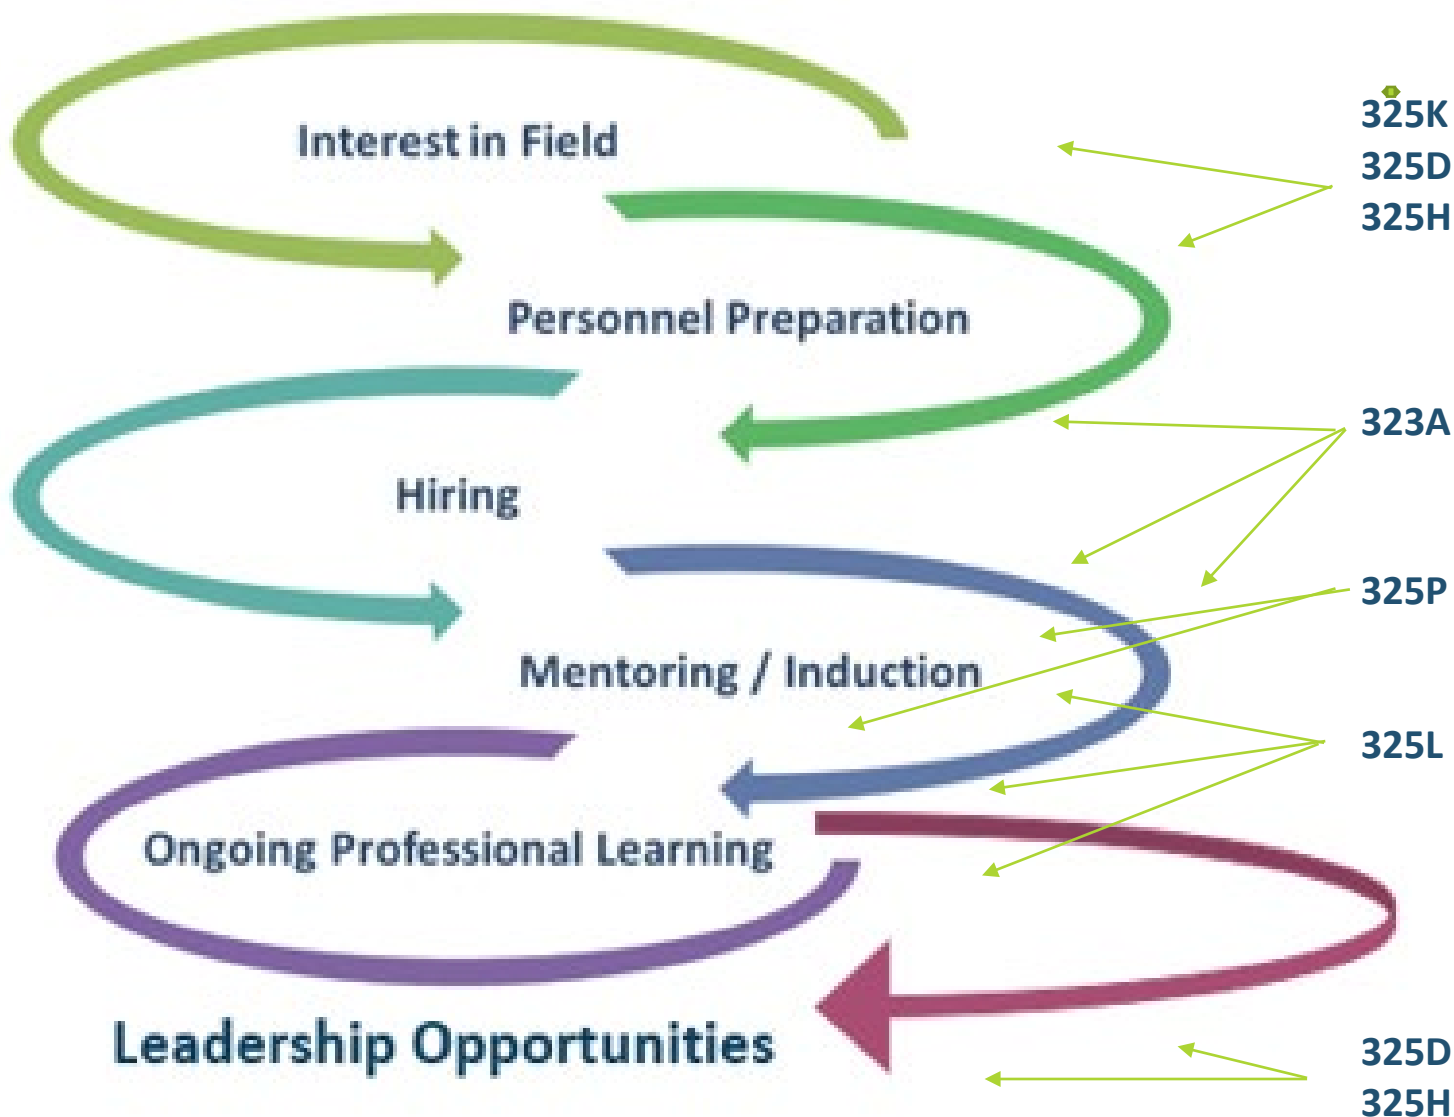 325K
Interest in Field
325D
325H
Personnel Preparation
323A
Hiring
325P
Mentoring / Induction
325L
Ongoing Professional Learning
Leadership Opportunities
325D
325H